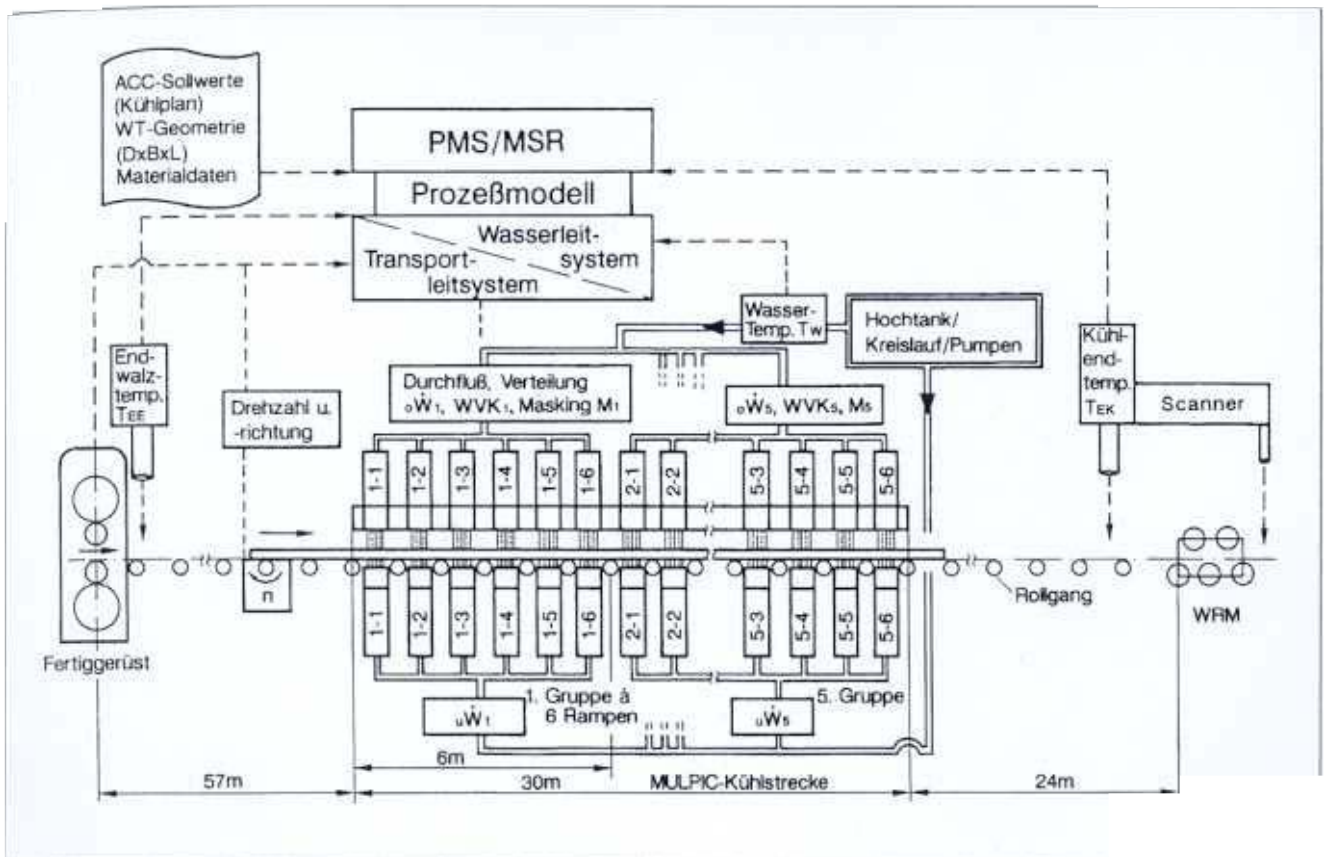 ACC-Sollwerte
(Kühlplan)
WT-Geometrie
(DxBxL)
Materialdaten
PMS/MSR
Prozeßmodell
Wasserleit-
system
Transport-
leitsystem
Wasser-
Temp. Tw
Hochtank/
Kreislauf/Pumpen
End-
walz-
temp.
TEE
Drehzahl u.
-richtung
Durchfluß, Verteilung
oẆ1, WVK1, Masking M1
oẆ5, WVK5, M5
Kühl-
end-
temp.
TEK
Scanner
1-1
1-2
1-3
1-4
1-5
1-6
2-1
2-2
5-3
5-4
5-5
5-6
n
Rollgang
WRM
1-1
1-2
1-3
1-4
1-5
1-6
2-1
2-2
5-3
5-4
5-5
5-6
Fertiggerüst
uẆ1
1. Gruppe à
6 Rampen
uẆ5
5. Gruppe
6m
57m
30m
MULPIC-Kühlstrecke
24m